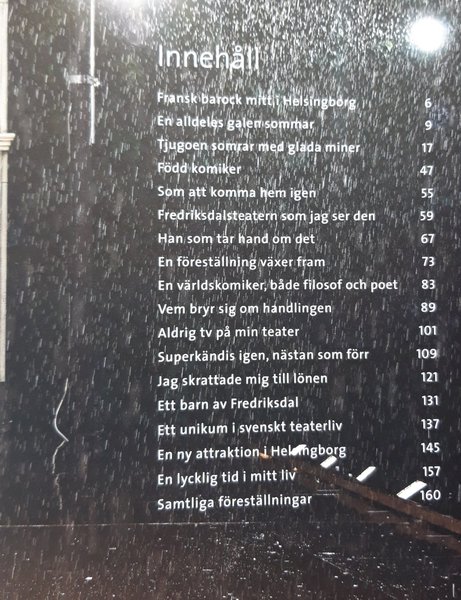 Innehåll
Fransk barock mitt i Helsingborg 6
En alldeles galen sommar 9
Tjugoen somrar med glada miner 17
Född komiker 47
Som att komma hem igen 55
Fredriksdalsteatern som jag ser den 59
Han som tar hand om det 67
En föreställning växer fram 73
En världskomiker, både filosof och poet 83
Vem bryr sig om handlingen 89
Aldrig tv på min teater 101
Superkändis igen, nästan som förr 109
Jag skrattade mig till lönen 121
Ett barn av Fredriksdal 131
Ett unikum i svenskt teaterliv 137
En ny attraktion i Helsingborg 145
En lycklig tid i mitt liv 157
Samtliga föreställningar 160